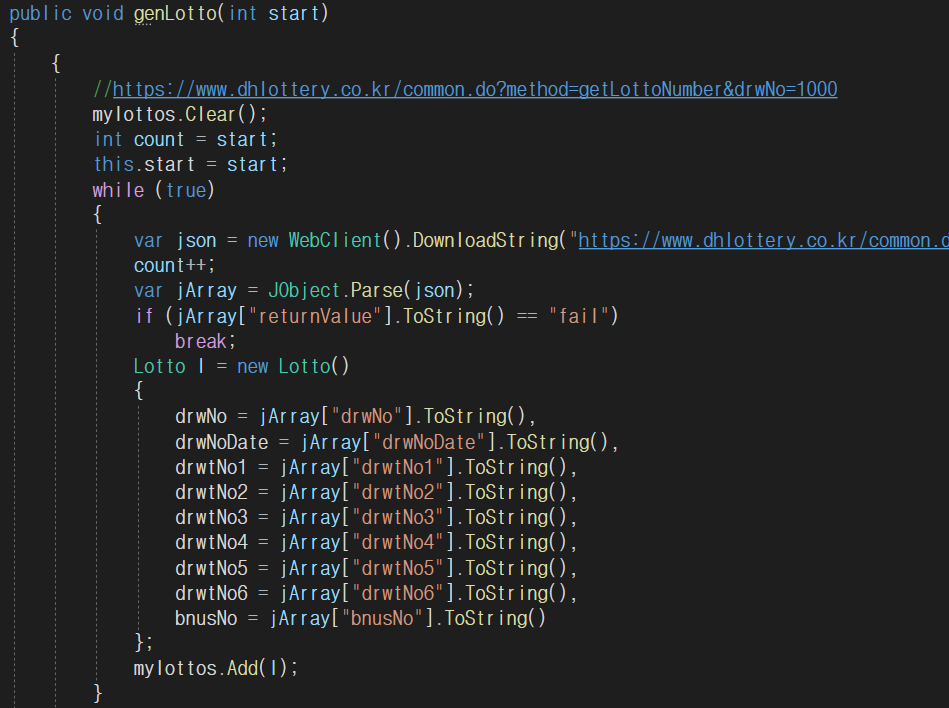 public void genLotto(int start)
{
{
//https://www.dhlottery.co.kr/common.do?method=getLottoNumber&drwNo=1000
mylottos.Clear();
int count = start;
this.start = start;
while (true)
{
var json = new WebClient().DownloadString("https://www.dhlottery.co.kr/common.d
count++;
var jArray = JObject.Parse(json);
if (jArray["returnValue"].ToString() == "fail")
break;
Lotto l = new Lotto()
{
drwNo = jArray["drwNo"].ToString(),
drwNoDate = jArray["drwNoDate"].ToString(),
drwtNo1 = jArray["drwtNo1"].ToString(),
drwtNo2 = jArray["drwtNo2"].ToString(),
drwtNo3 = jArray["drwtNo3"].ToString(),
drwtNo4 = jArray["drwtNo4"].ToString(),
drwtNo5 = jArray["drwtNo5"].ToString(),
drwtNo6 = jArray["drwtNo6"].ToString(),
bnusNo = jArray["bnusNo"].ToString()
};
mylottos.Add(l);
}